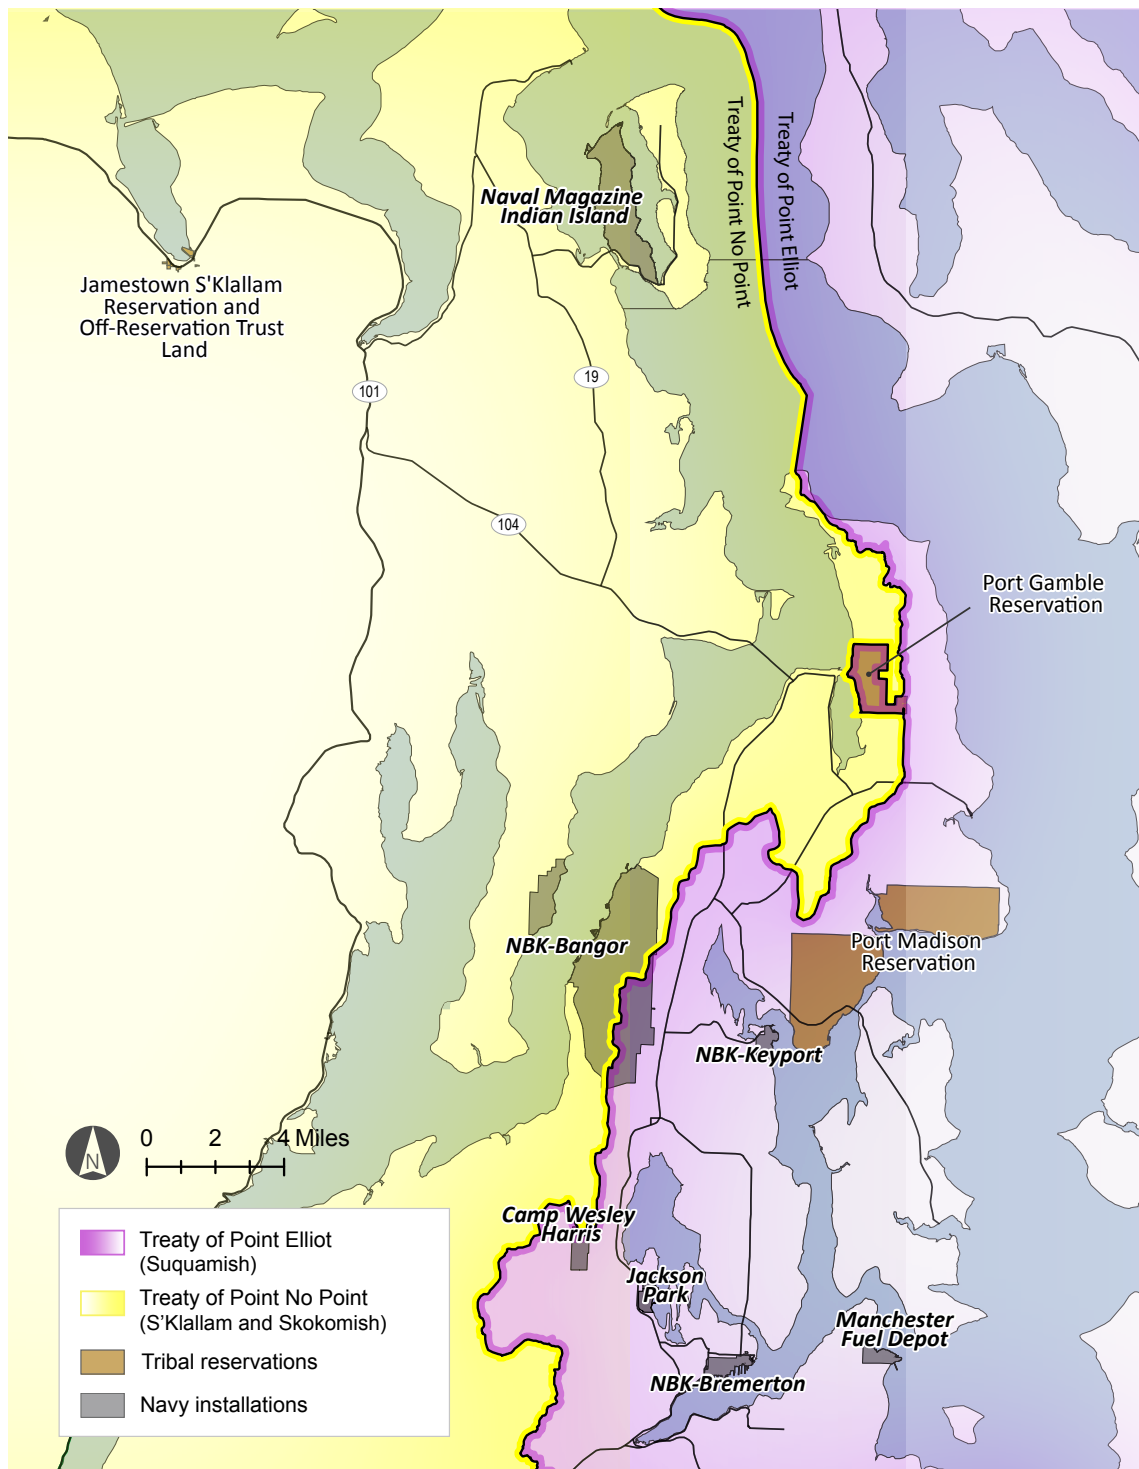 Treaty of Point No Point
Treaty of Point Elliot
Naval Magazine
Indian Island
Jamestown S'Klallam
Reservation and
Off-Reservation Trust
Land
101
19
104
Port Gamble
Reservation
NBK-Bangor
Port Madison
Reservation
NBK-Keyport
N
0 2 4 Miles
Camp Wesley
Harris
Jackson
Park
Manchester
Fuel Depot
NBK-Bremerton
Treaty of Point Elliot
(Suquamish)
Treaty of Point No Point
(S’Klallam and Skokomish)
Tribal reservations
Navy installations